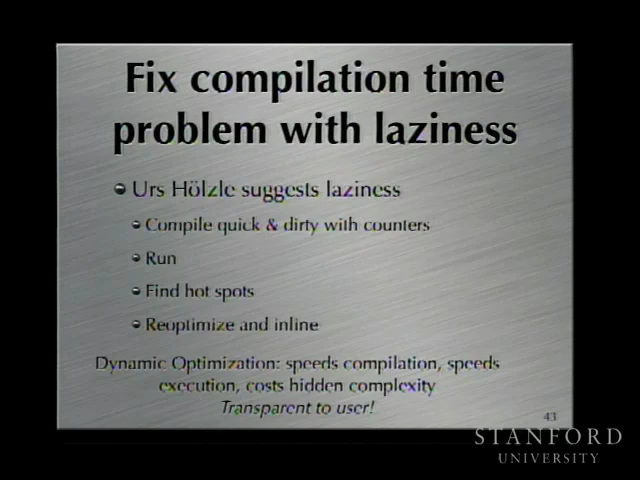 Fix compilation time
problem with laziness
Urs Hölzle suggests laziness
Compile quick & dirty with counters
Run
Find hot spots
Reoptimize and inline
Dynamic Optimization: speeds compilation, speeds
execution, costs hidden complexity
Transparent to user!
43
STANFORD
UNIVERSITY